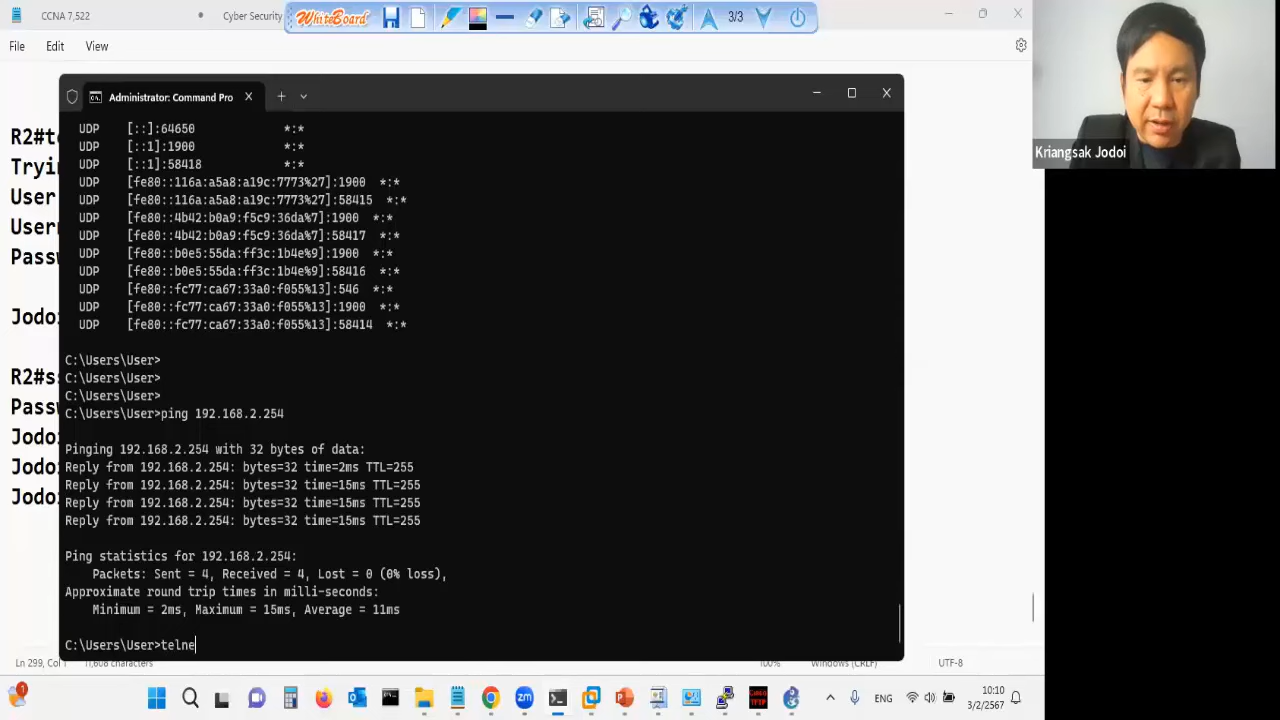 CCNA 7,522
Cyber Security
WhiteBoard
3/3
File
Edit
View
Kriangsak Jodoi
Administrator: Command Pro
R2#t
Tryin
User
Usern
Passw
Jodo
R2#s
Passw
Jodo
Jodo
Jodo
UDP [::]:64650 *:*
UDP [::1]:1900 *:*
UDP [::1]:58418 *:*
UDP [fe80::116a:a5a8:a19c:7773%27]:1900 *:*
UDP [fe80::116a:a5a8:a19c:7773%27]:58415 *:*
UDP [fe80::4b42:b0a9:f5c9:36da%7]:1900 *:*
UDP [fe80::4b42:b0a9:f5c9:36da%7]:58417 *:*
UDP [fe80::b0e5:55da:ff3c:1b4e%9]:1900 *:*
UDP [fe80::b0e5:55da:ff3c:1b4e%9]:58416 *:*
UDP [fe80::fc77:ca67:33a0:f055%13]:546 *:*
UDP [fe80::fc77:ca67:33a0:f055%13]:1900 *:*
UDP [fe80::fc77:ca67:33a0:f055%13]:58414 *:*
C:\Users\User>
C:\Users\User>
C:\Users\User>
C:\Users\User>ping 192.168.2.254
Pinging 192.168.2.254 with 32 bytes of data:
Reply from 192.168.2.254: bytes=32 time=2ms TTL=255
Reply from 192.168.2.254: bytes=32 time=15ms TTL=255
Reply from 192.168.2.254: bytes=32 time=15ms TTL=255
Reply from 192.168.2.254: bytes=32 time=15ms TTL=255
Ping statistics for 192.168.2.254:
Packets: Sent = 4, Received = 4, Lost = 0 (0% loss),
Approximate round trip times in milli-seconds:
Minimum = 2ms, Maximum = 15ms, Average = 11ms
C:\Users\User>telne
Ln 299, Col 1
11,608 characters
100%
Windows (CRLF)
UTF-8
1
ENG
10:10
3/2/2567